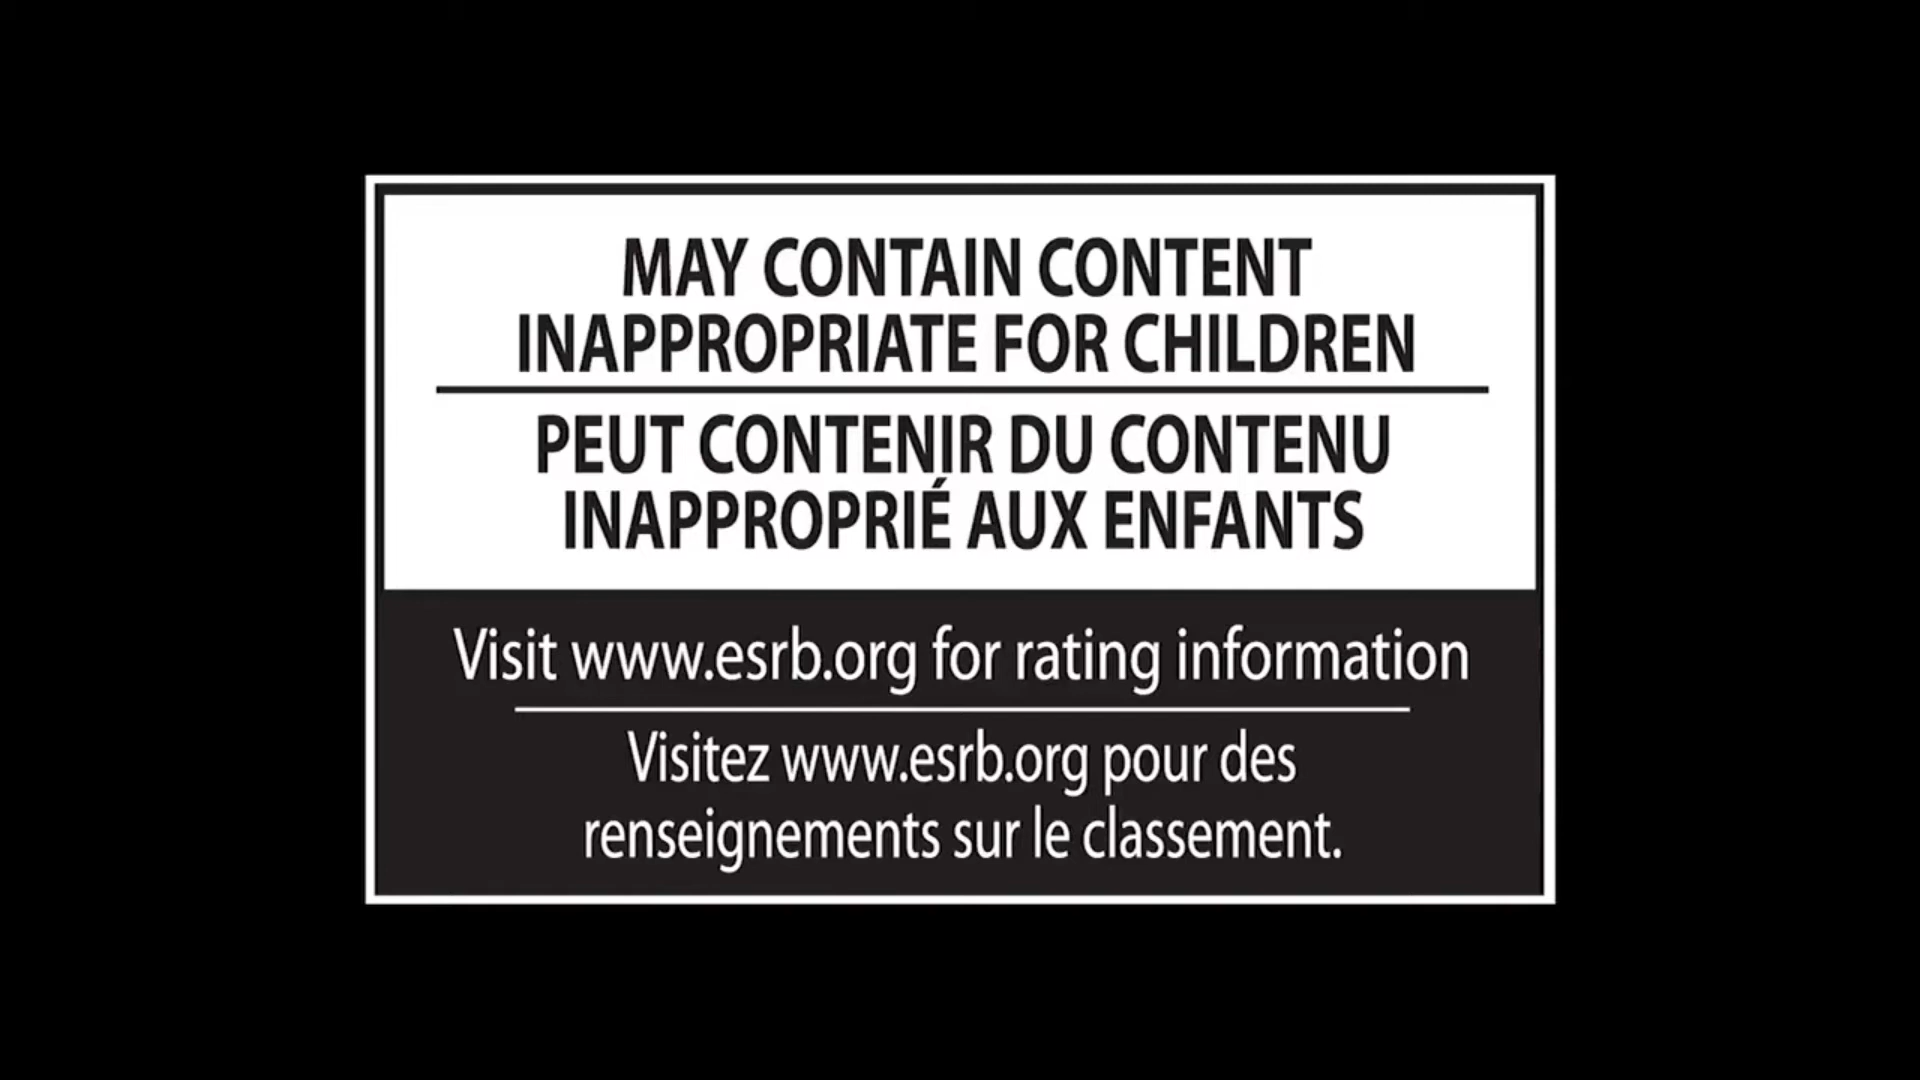 MAY CONTAIN CONTENT
INAPPROPRIATE FOR CHILDREN
PEUT CONTENIR DU CONTENU
INAPPROPRIÉ AUX ENFANTS
Visit www.esrb.org for rating information
Visitez www.esrb.org pour des
renseignements sur le classement.